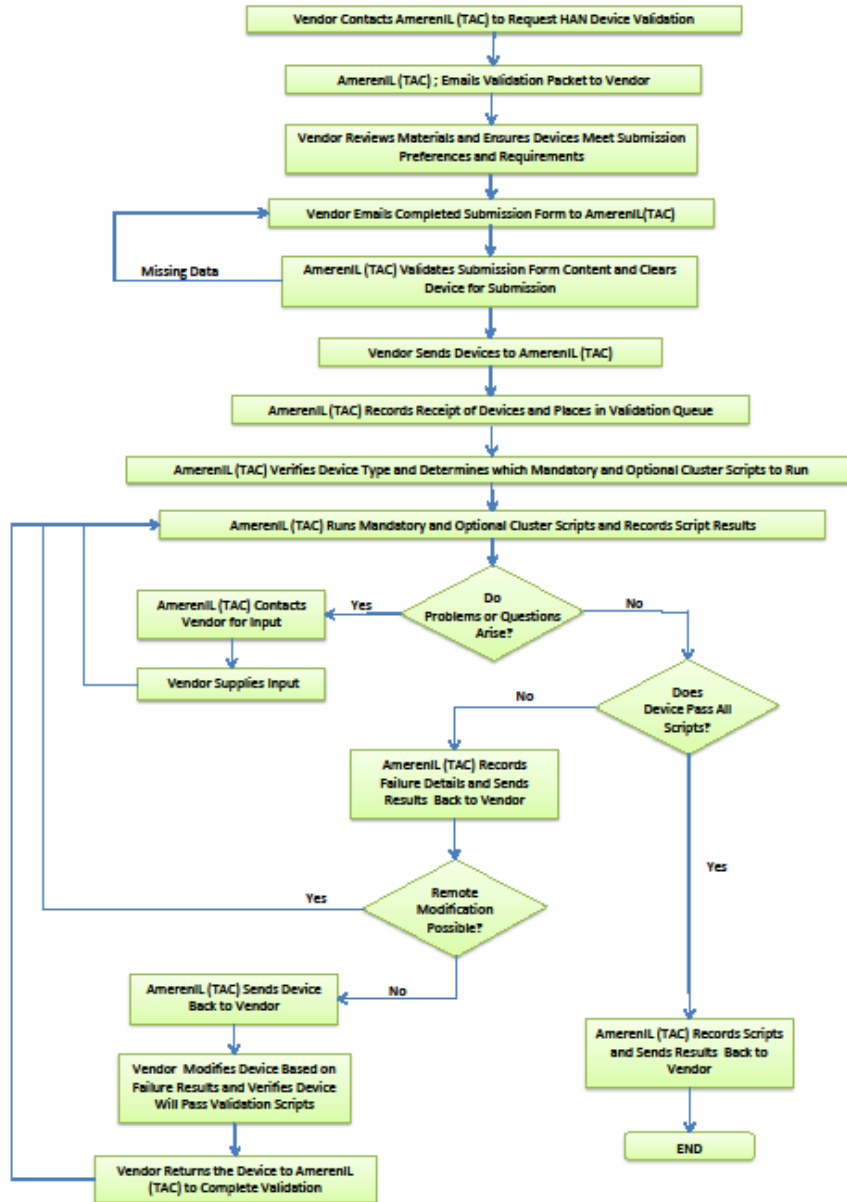 Vendor Contacts AmerenIL (TAC) to Request HAN Device Validation
AmerenIL (TAC) ; Emails Validation Packet to Vendor
Vendor Reviews Materials and Ensures Devices Meet Submission
Preferences and Requirements
Vendor Emails Completed Submission Form to AmerenIL(TAC)
Missing Data
AmerenIL (TAC) Validates Submission Form Content and Clears
Device for Submission
Vendor Sends Devices to AmerenIL (TAC)
AmerenIL (TAC) Records Receipt of Devices and Places in Validation Queue
AmerenIL (TAC) Verifies Device Type and Determines which Mandatory and Optional Cluster Scripts to Run
AmerenIL (TAC) Runs Mandatory and Optional Cluster Scripts and Records Script Results
Do
Problems or Questions
Arise?
Yes
No
AmerenIL (TAC) Contacts
Vendor for Input
Vendor Supplies Input
Does
Device Pass All
Scripts?
No
Yes
AmerenIL (TAC) Records
Failure Details and Sends
Results Back to Vendor
Remote
Modification
Possible?
Yes
No
AmerenIL (TAC) Sends Device
Back to Vendor
Vendor Modifies Device Based on
Failure Results and Verifies Device
Will Pass Validation Scripts
Vendor Returns the Device to AmerenIL
(TAC) to Complete Validation
AmerenIL (TAC) Records Scripts
and Sends Results Back to
Vendor
END